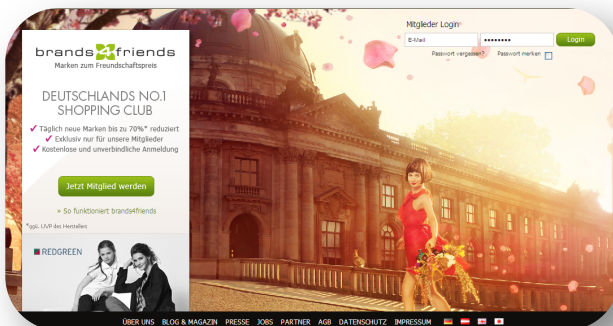 Mitglieder Login
E-Mail
Login
Passwort vergessen? Passwort merken
brands4friends
Marken zum Freundschaftspreis
DEUTSCHLANDS NO.1
SHOPPING CLUB
Täglich neue Marken bis zu 70%* reduziert
Exklusiv nur für unsere Mitglieder
Kostenlose und unverbindliche Anmeldung
Jetzt Mitglied werden
» So funktioniert brands4friends
*ggü. UVP des Herstellers
REDGREEN
ÜBER UNS BLOG & MAGAZIN PRESSE JOBS PARTNER AGB DATENSCHUTZ IMPRESSUM